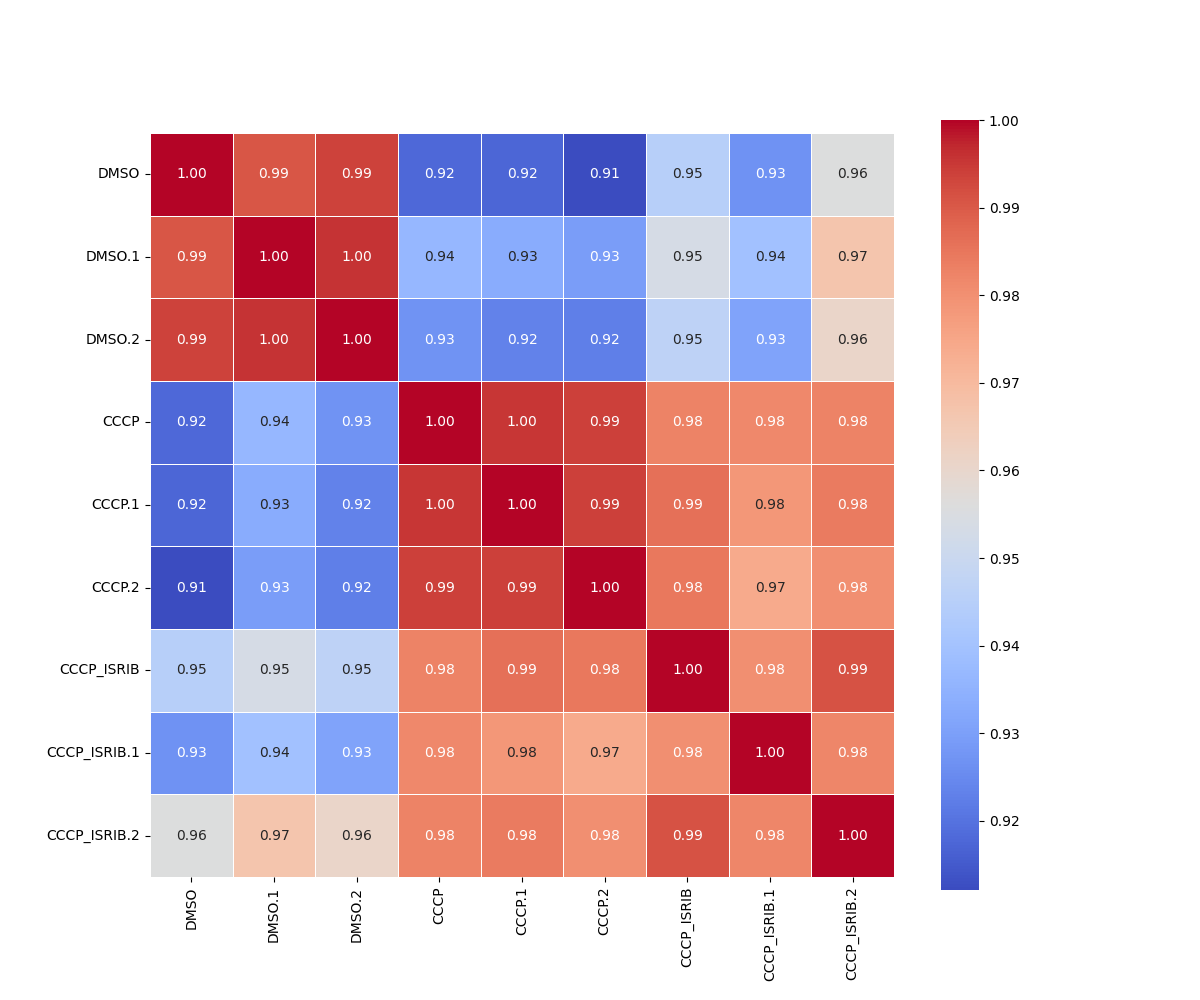 1.00
DMSO 1.00 0.99 0.99 0.92 0.92 0.91 0.95 0.93 0.96
0.99
DMSO.1 0.99 1.00 1.00 0.94 0.93 0.93 0.95 0.94 0.97
0.98
DMSO.2 0.99 1.00 1.00 0.93 0.92 0.92 0.95 0.93 0.96
0.97
CCCP 0.92 0.94 0.93 1.00 1.00 0.99 0.98 0.98 0.98
0.96
CCCP.1 0.92 0.93 0.92 1.00 1.00 0.99 0.99 0.98 0.98
0.95
CCCP.2 0.91 0.93 0.92 0.99 0.99 1.00 0.98 0.97 0.98
0.94
CCCP_ISRIB 0.95 0.95 0.95 0.98 0.99 0.98 1.00 0.98 0.99
0.93
CCCP_ISRIB.1 0.93 0.94 0.93 0.98 0.98 0.97 0.98 1.00 0.98
0.92
CCCP_ISRIB.2 0.96 0.97 0.96 0.98 0.98 0.98 0.99 0.98 1.00
DMSO
DMSO.1
DMSO.2
CCCP
CCCP.1
CCCP.2
CCCP_ISRIB
CCCP_ISRIB.1
CCCP_ISRIB.2